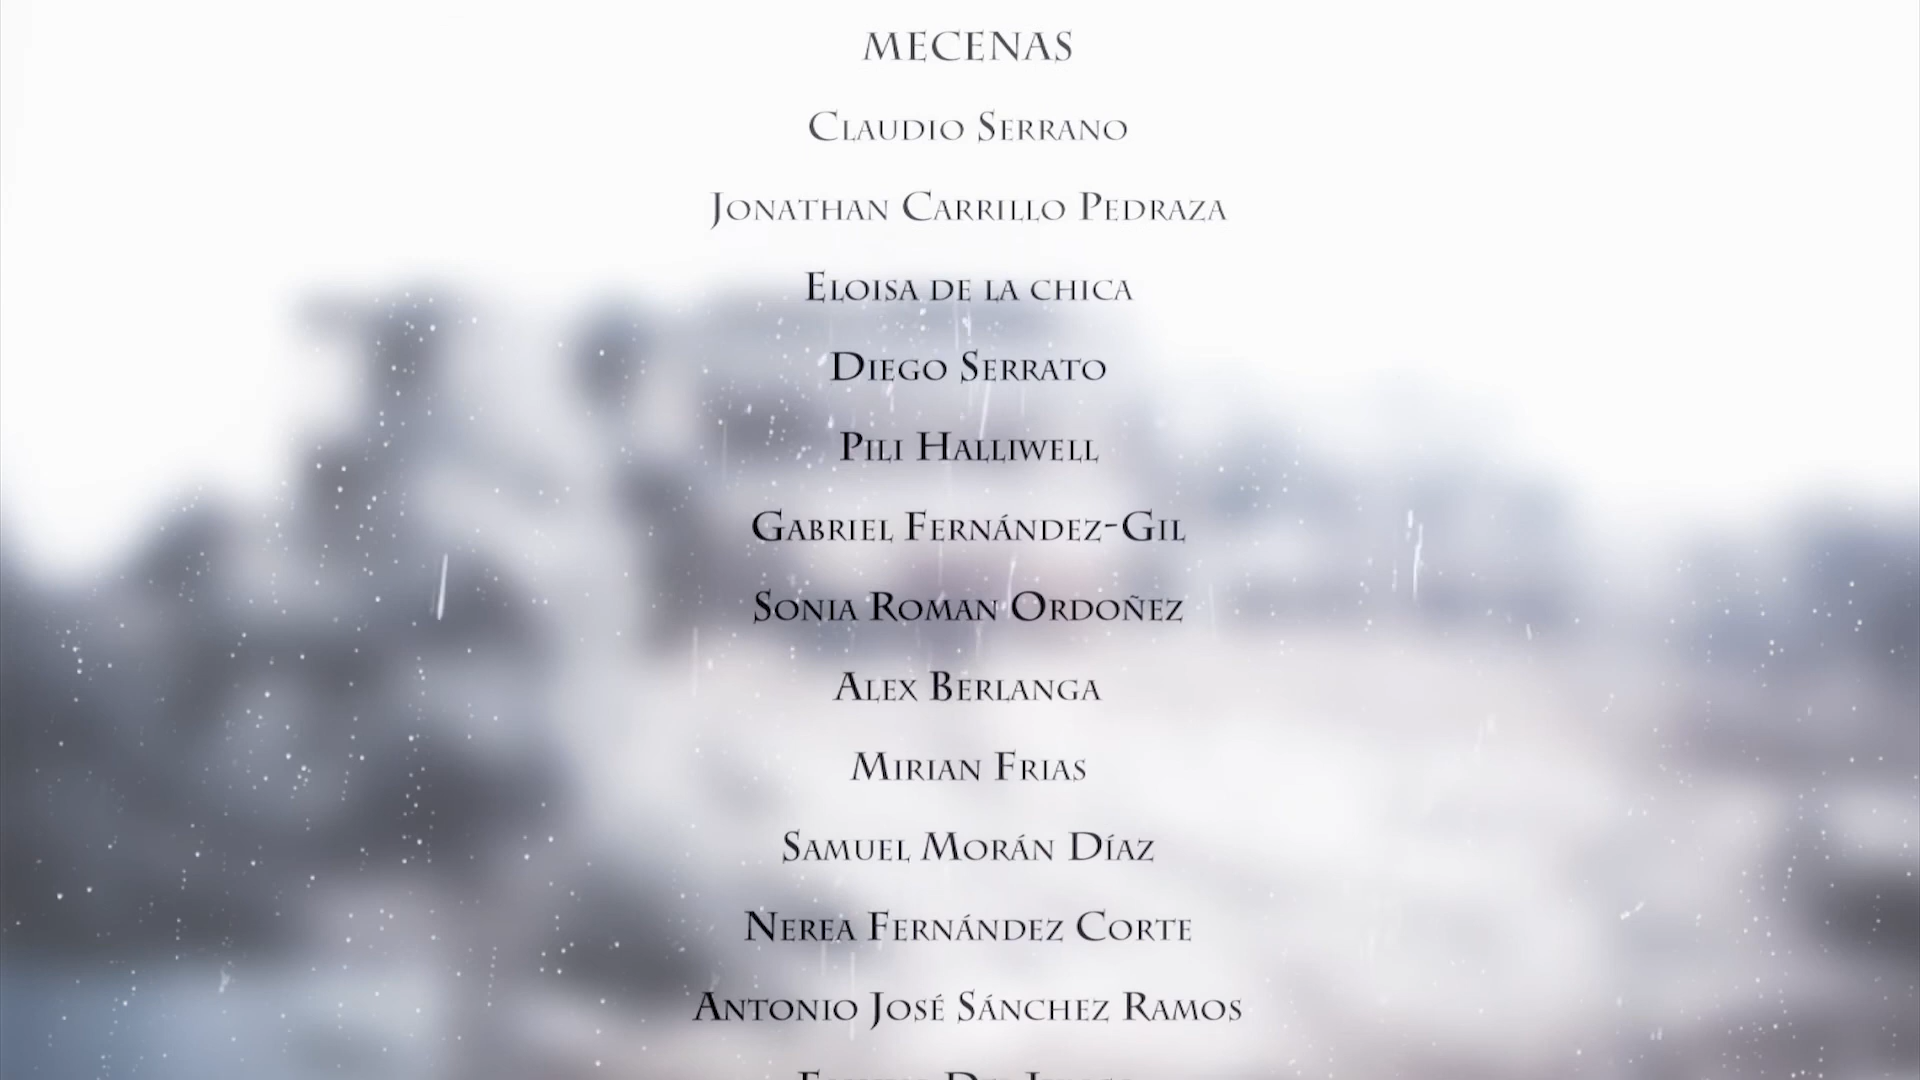 MECENAS
CLAUDIO SERRANO
JONATHAN CARRILLO PEDRAZA
ELOISA DE LA CHICA
DIEGO SERRATO
PILI HALLIWELL
GABRIEL FERNÁNDEZ-GIL
SONIA ROMAN ORDOÑEZ
ALEX BERLANGA
MIRIAN FRIAS
SAMUEL MORÁN DÍAZ
NEREA FERNÁNDEZ CORTE
ANTONIO JOSÉ SÁNCHEZ RAMOS